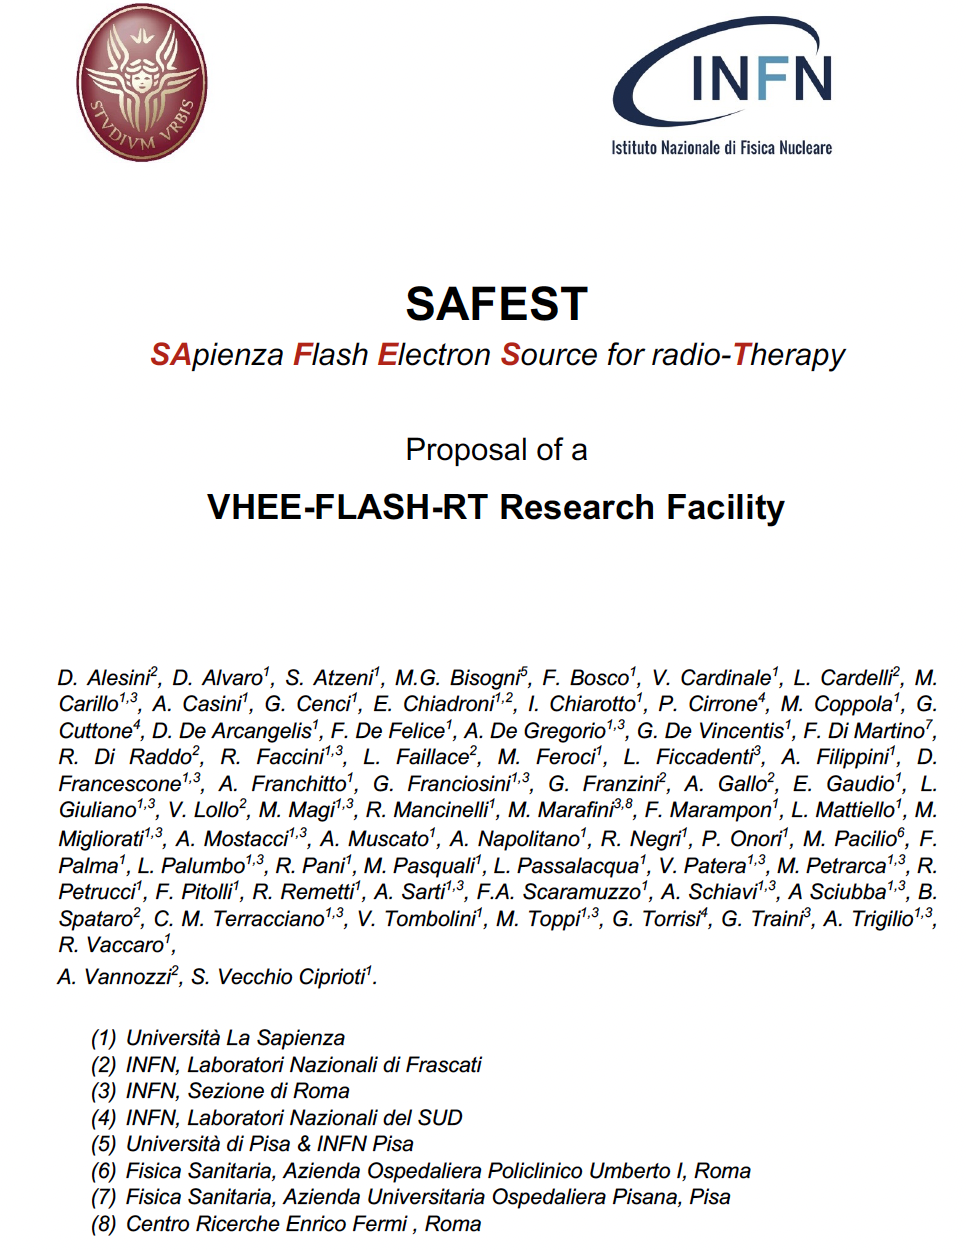 STVDIVM VRBIS
INFN
Istituto Nazionale di Fisica Nucleare
SAFEST
SApienza Flash Electron Source for radio-Therapy
Proposal of a
VHEE-FLASH-RT Research Facility
D. Alesini², D. Alvaro¹, S. Atzeni¹, M.G. Bisogni⁵, F. Bosco¹, V. Cardinale¹, L. Cardelli², M.
Carillo¹,³, A. Casini¹, G. Cenci¹, E. Chiadroni¹,², I. Chiarotto¹, P. Cirrone⁴, M. Coppola¹, G.
Cuttone⁴, D. De Arcangelis¹, F. De Felice¹, A. De Gregorio¹,³, G. De Vincentis¹, F. Di Martino⁷,
R. Di Raddo², R. Faccini¹,³, L. Faillace², M. Feroci¹, L. Ficcadenti³, A. Filippini¹, D.
Francescone¹,³, A. Franchitto¹, G. Franciosini¹,³, G. Franzini², A. Gallo², E. Gaudio¹, L.
Giuliano¹,³, V. Lollo², M. Magi¹,³, R. Mancinelli¹, M. Marafini³,⁸, F. Marampon¹, L. Mattiello¹, M.
Migliorati¹,³, A. Mostacci¹,³, A. Muscato¹, A. Napolitano¹, R. Negri¹, P. Onori¹, M. Pacilio⁶, F.
Palma¹, L. Palumbo¹,³, R. Pani¹, M. Pasquali¹, L. Passalacqua¹, V. Patera¹,³, M. Petrarca¹,³, R.
Petrucci¹, F. Pitolli¹, R. Remetti¹, A. Sarti¹,³, F.A. Scaramuzzo¹, A. Schiavi¹,³, A Sciubba¹,³, B.
Spataro², C. M. Terracciano¹,³, V. Tombolini¹, M. Toppi¹,³, G. Torrisi⁴, G. Traini³, A. Trigilio¹,³,
R. Vaccaro¹,
A. Vannozzi², S. Vecchio Ciprioti¹.
(1) Università La Sapienza
(2) INFN, Laboratori Nazionali di Frascati
(3) INFN, Sezione di Roma
(4) INFN, Laboratori Nazionali del SUD
(5) Università di Pisa & INFN Pisa
(6) Fisica Sanitaria, Azienda Ospedaliera Policlinico Umberto I, Roma
(7) Fisica Sanitaria, Azienda Universitaria Ospedaliera Pisana, Pisa
(8) Centro Ricerche Enrico Fermi , Roma